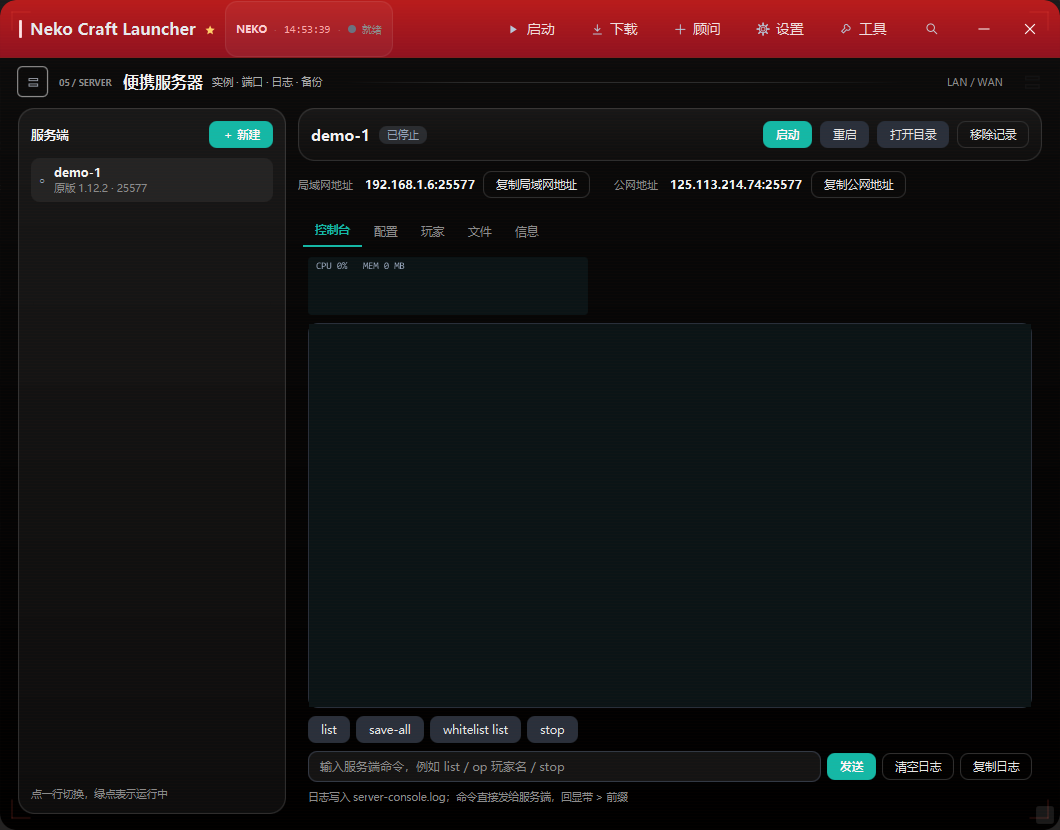 Neko Craft Launcher ★ NEKO · 14:53:39 · 就绪 启动 下载 顾问 设置 工具
05 / SERVER 便携服务器 实例 · 端口 · 日志 · 备份 LAN / WAN
服务端 + 新建
demo-1
原版 1.12.2 · 25577
点一行切换，绿点表示运行中
demo-1 已停止 启动 重启 打开目录 移除记录
局域网地址 192.168.1.6:25577 复制局域网地址 公网地址 125.113.214.74:25577 复制公网地址
控制台 配置 玩家 文件 信息
CPU 0% MEM 0 MB
list save-all whitelist list stop
输入服务端命令，例如 list / op 玩家名 / stop 发送 清空日志 复制日志
日志写入 server-console.log；命令直接发给服务端，回显带 > 前缀